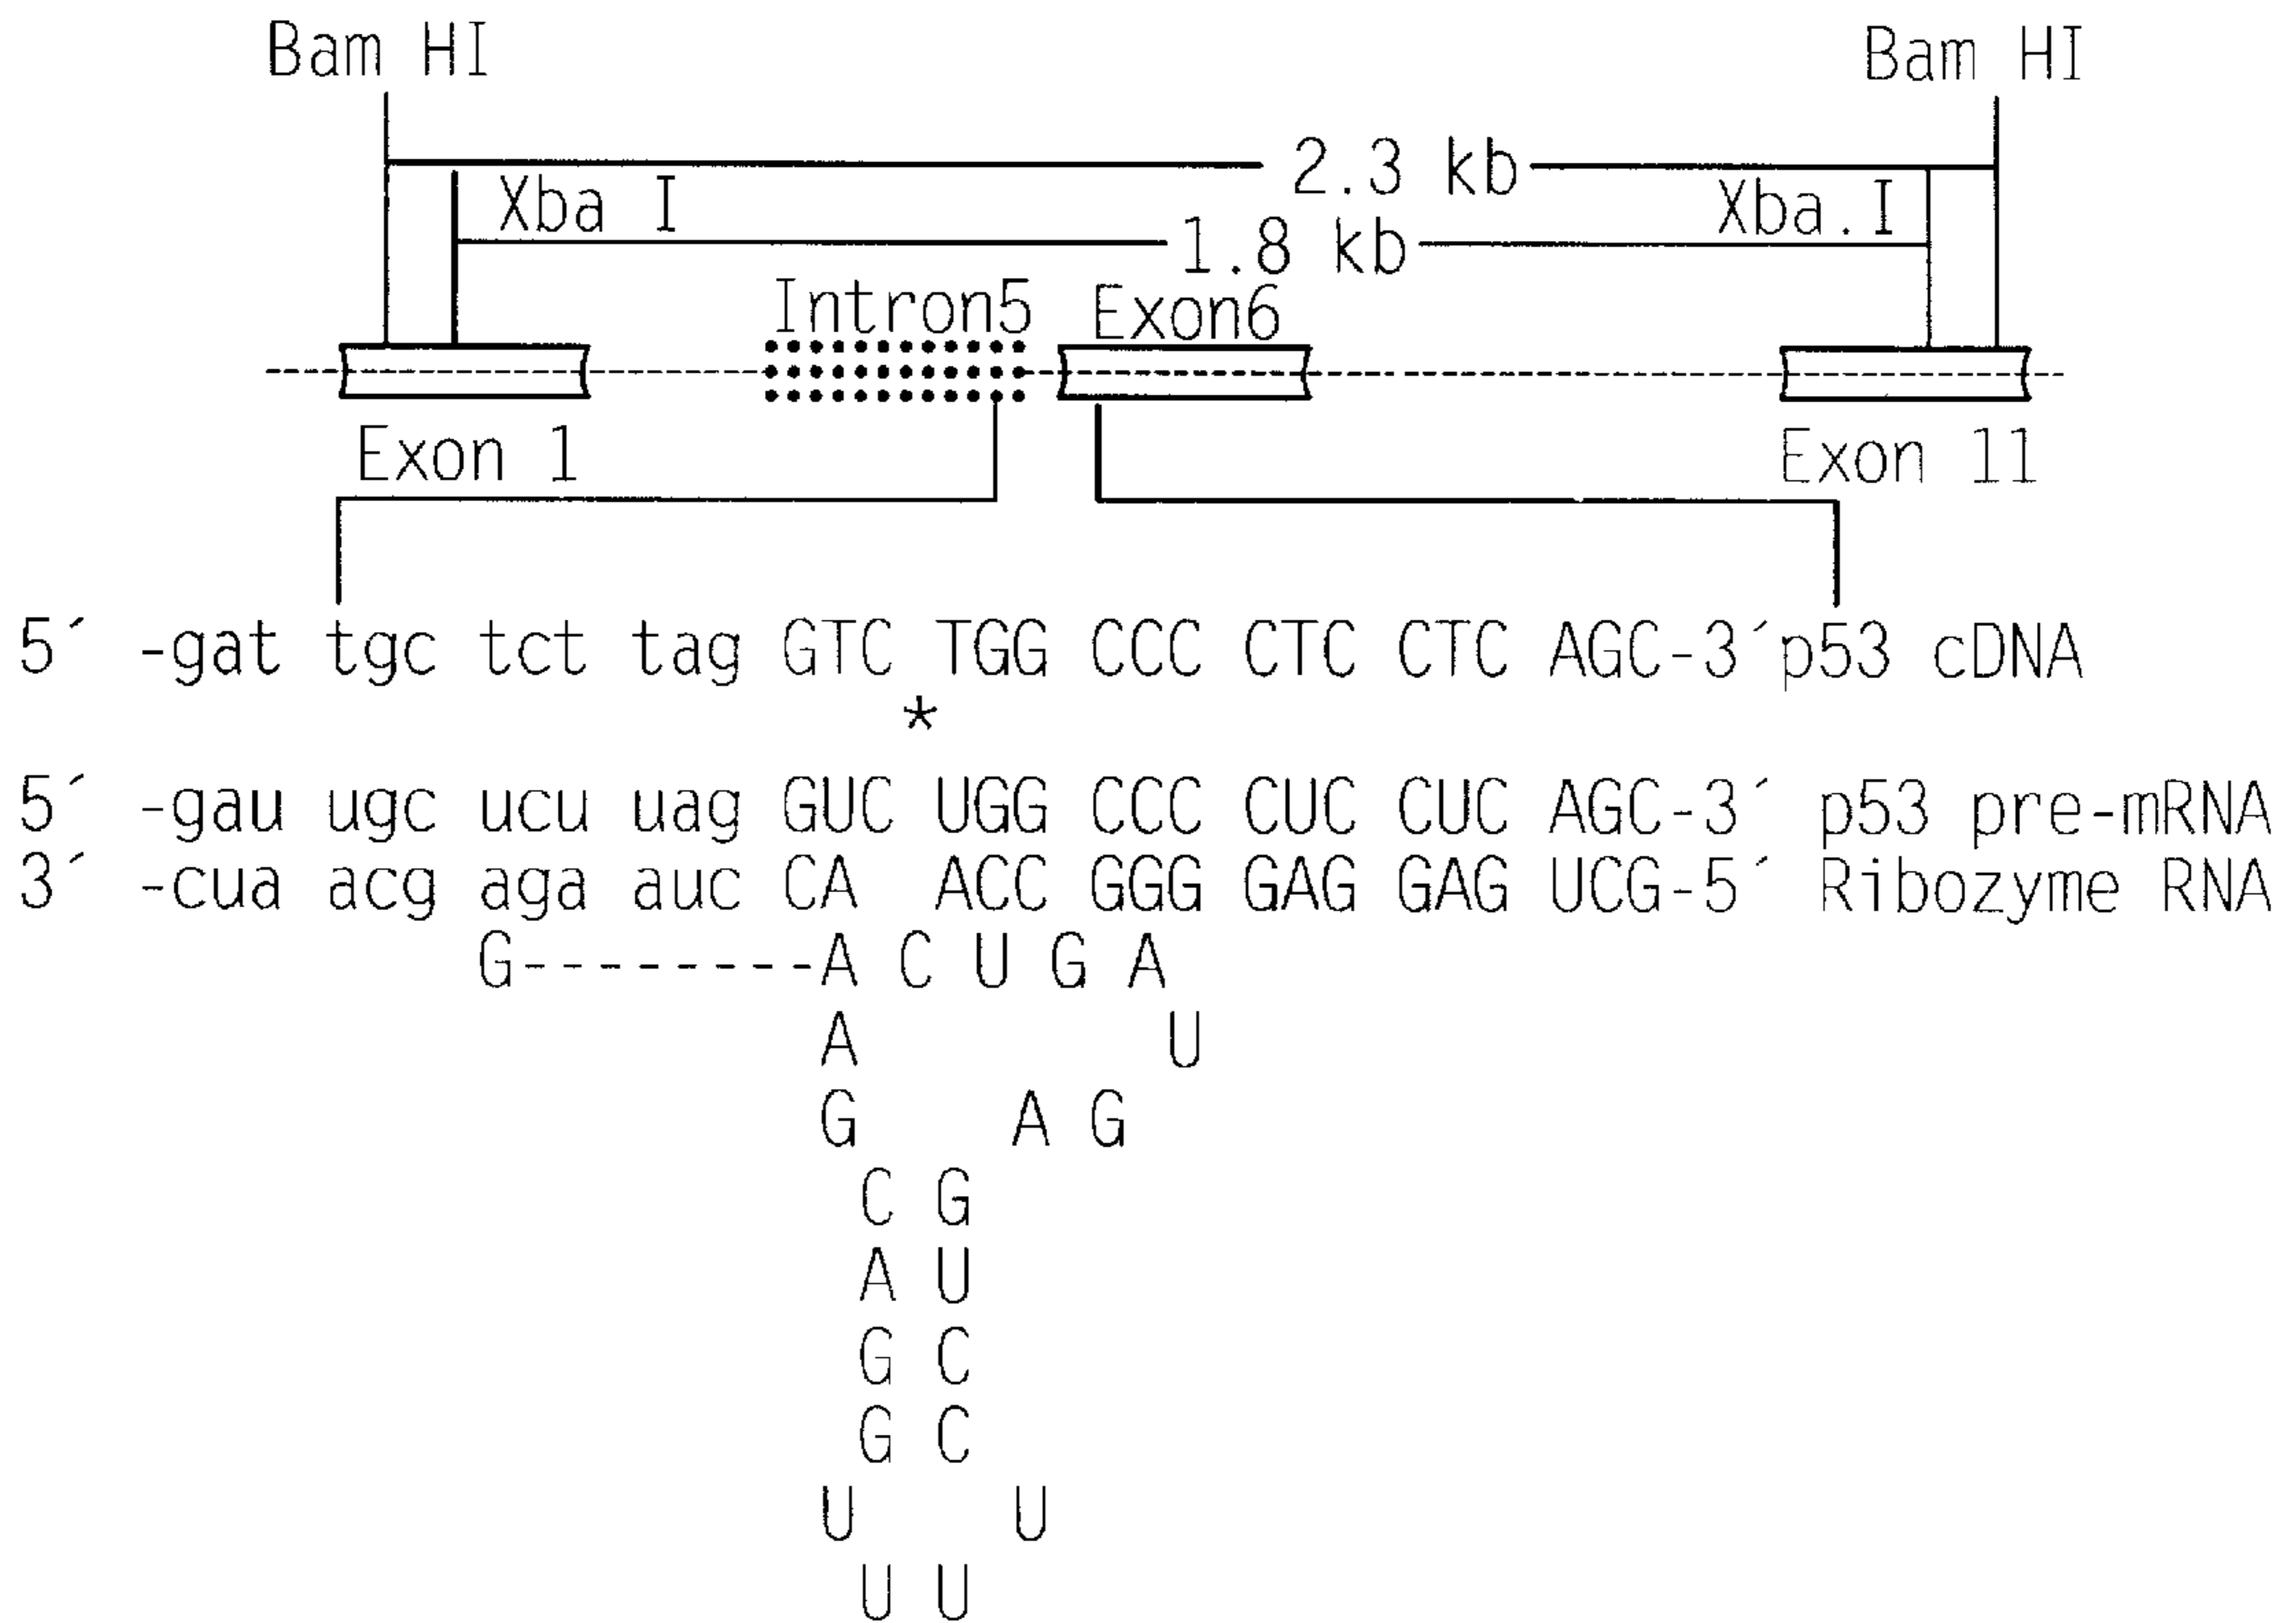 Bam HI Bam HI
2.3 kb
Xba I Xba.I
1.8 kb
Intron5 Exon6
Exon 1 Exon 11
5´ -gat tgc tct tag GTC TGG CCC CTC CTC AGC-3´p53 cDNA
*
5´ -gau ugc ucu uag GUC UGG CCC CUC CUC AGC-3´ p53 pre-mRNA
3´ -cua acg aga auc CA ACC GGG GAG GAG UCG-5´ Ribozyme RNA
G--------A C U G A
A U
G A G
C G
A U
G C
G C
U U
U U